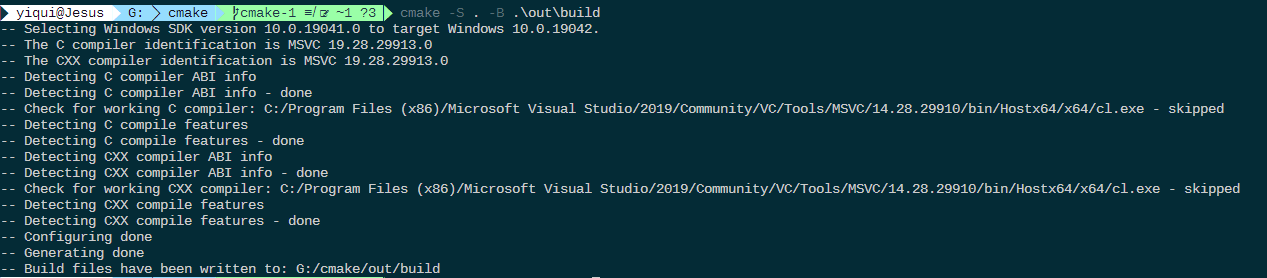 yiqui@Jesus G: cmake cmake-1 ≡ ~1 ?3 cmake -S . -B .\out\build
-- Selecting Windows SDK version 10.0.19041.0 to target Windows 10.0.19042.
-- The C compiler identification is MSVC 19.28.29913.0
-- The CXX compiler identification is MSVC 19.28.29913.0
-- Detecting C compiler ABI info
-- Detecting C compiler ABI info - done
-- Check for working C compiler: C:/Program Files (x86)/Microsoft Visual Studio/2019/Community/VC/Tools/MSVC/14.28.29910/bin/Hostx64/x64/cl.exe - skipped
-- Detecting C compile features
-- Detecting C compile features - done
-- Detecting CXX compiler ABI info
-- Detecting CXX compiler ABI info - done
-- Check for working CXX compiler: C:/Program Files (x86)/Microsoft Visual Studio/2019/Community/VC/Tools/MSVC/14.28.29910/bin/Hostx64/x64/cl.exe - skipped
-- Detecting CXX compile features
-- Detecting CXX compile features - done
-- Configuring done
-- Generating done
-- Build files have been written to: G:/cmake/out/build